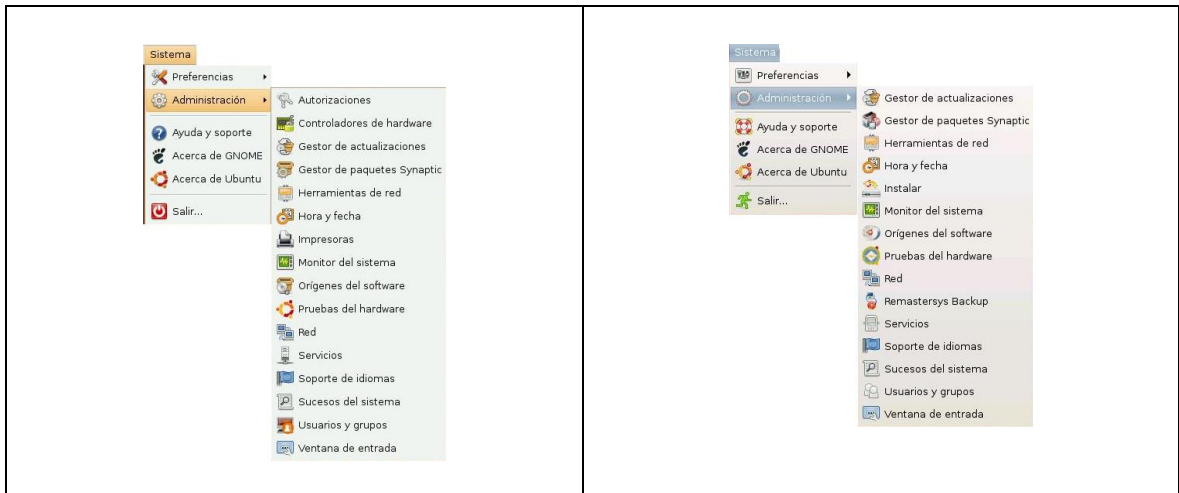 Sistema
Preferencias
Administración
Ayuda y soporte
Acerca de GNOME
Acerca de Ubuntu
Salir...
Autorizaciones
Controladores de hardware
Gestor de actualizaciones
Gestor de paquetes Synaptic
Herramientas de red
Hora y fecha
Impresoras
Monitor del sistema
Orígenes del software
Pruebas del hardware
Red
Servicios
Soporte de idiomas
Sucesos del sistema
Usuarios y grupos
Ventana de entrada
Sistema
Preferencias
Administración
Ayuda y soporte
Acerca de GNOME
Acerca de Ubuntu
Salir...
Gestor de actualizaciones
Gestor de paquetes Synaptic
Herramientas de red
Hora y fecha
Instalar
Monitor del sistema
Orígenes del software
Pruebas del hardware
Red
Remastersys Backup
Servicios
Soporte de idiomas
Sucesos del sistema
Usuarios y grupos
Ventana de entrada